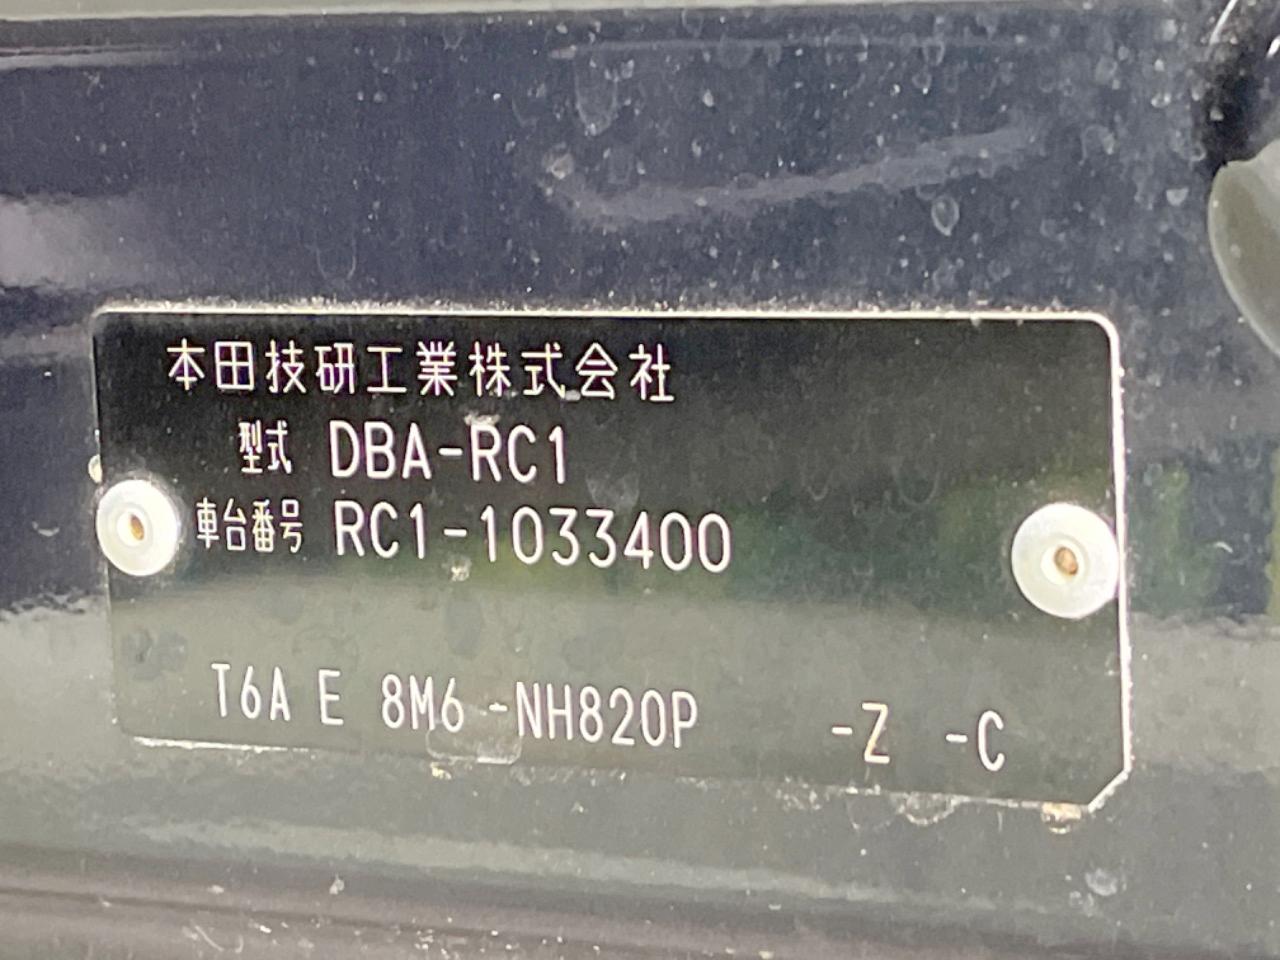 本田技研工業株式会社
型式 DBA-RC1
車台番号 RC1-1033400
T6A E 8M6 -NH820P -Z -C